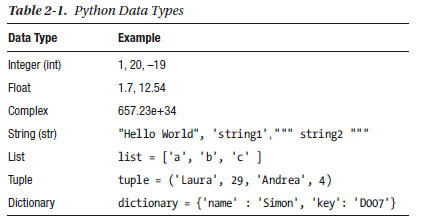 Table 2-1. Python Data Types
Data Type Example
Integer (int) 1, 20, –19
Float 1.7, 12.54
Complex 657.23e+34
String (str) "Hello World", 'string1',""" string2 """
List list = ['a', 'b', 'c' ]
Tuple tuple = ('Laura', 29, 'Andrea', 4)
Dictionary dictionary = {'name' : 'Simon', 'key': 'D007'}